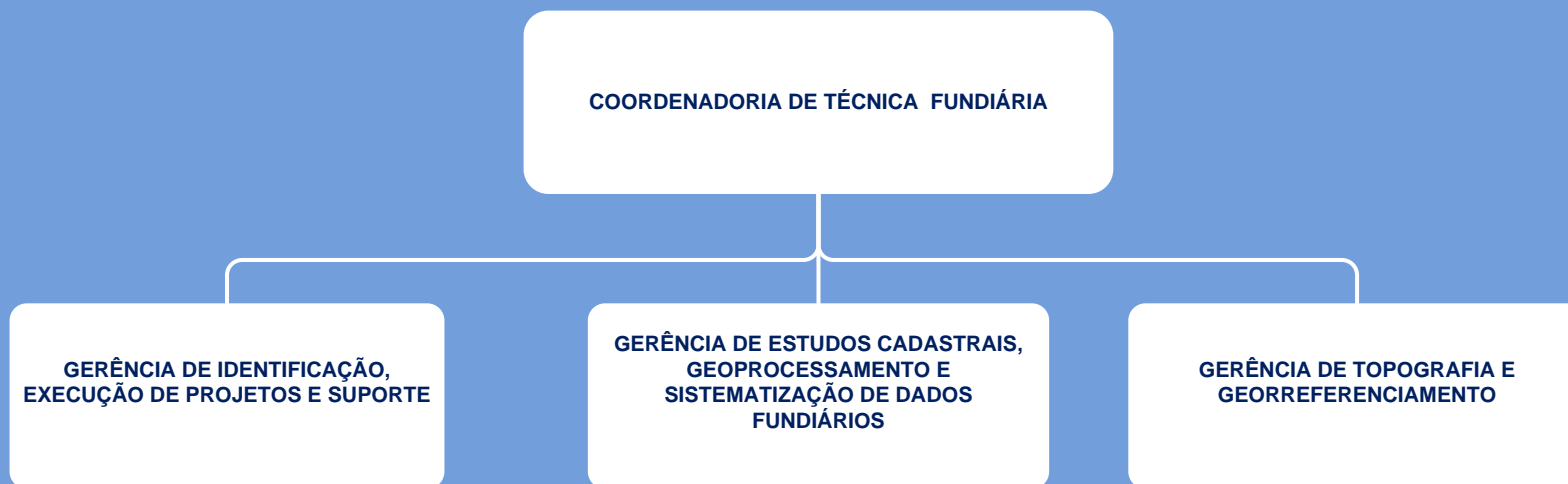 COORDENADORIA DE TÉCNICA FUNDIÁRIA
GERÊNCIA DE IDENTIFICAÇÃO,
EXECUÇÃO DE PROJETOS E SUPORTE
GERÊNCIA DE ESTUDOS CADASTRAIS,
GEOPROCESSAMENTO E
SISTEMATIZAÇÃO DE DADOS
FUNDIÁRIOS
GERÊNCIA DE TOPOGRAFIA E
GEORREFERENCIAMENTO